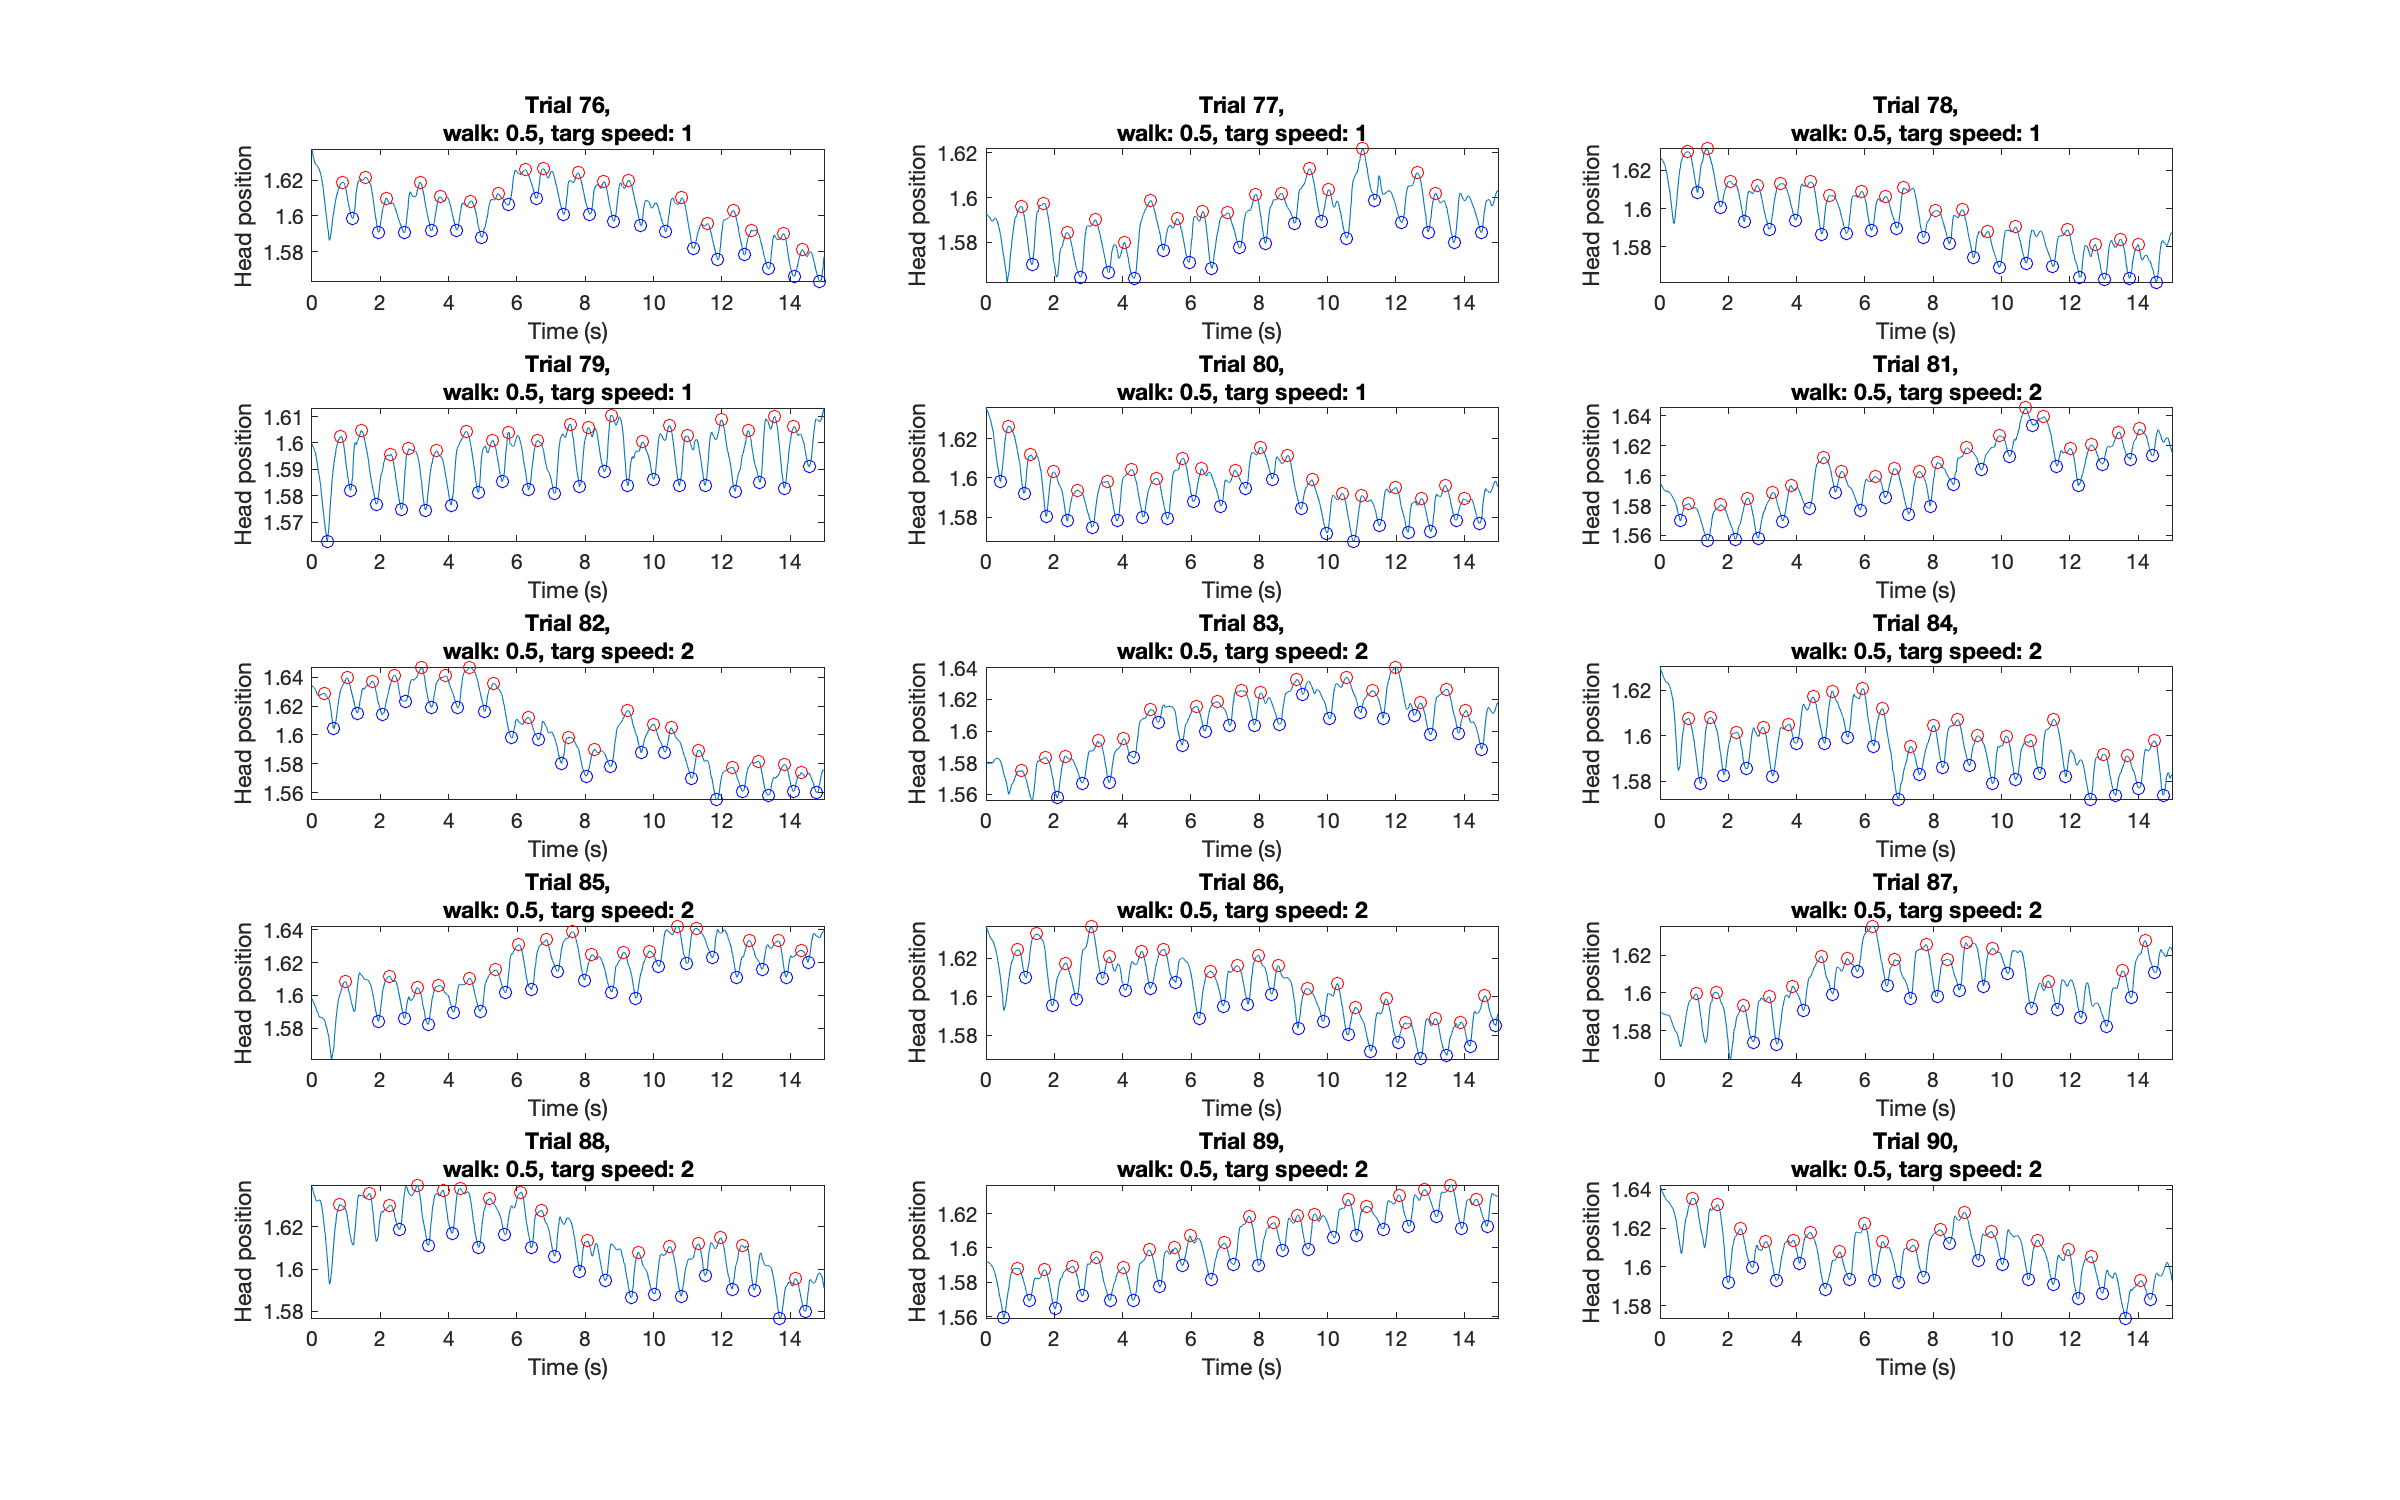 Trial 76,
walk: 0.5, targ speed: 1
Head position
1.62
1.6
1.58
0 2 4 6 8 10 12 14
Time (s)
Trial 77,
walk: 0.5, targ speed: 1
Head position
1.62
1.6
1.58
0 2 4 6 8 10 12 14
Time (s)
Trial 78,
walk: 0.5, targ speed: 1
Head position
1.62
1.6
1.58
0 2 4 6 8 10 12 14
Time (s)
Trial 79,
walk: 0.5, targ speed: 1
Head position
1.61
1.6
1.59
1.58
1.57
0 2 4 6 8 10 12 14
Time (s)
Trial 80,
walk: 0.5, targ speed: 1
Head position
1.62
1.6
1.58
0 2 4 6 8 10 12 14
Time (s)
Trial 81,
walk: 0.5, targ speed: 2
Head position
1.64
1.62
1.6
1.58
1.56
0 2 4 6 8 10 12 14
Time (s)
Trial 82,
walk: 0.5, targ speed: 2
Head position
1.64
1.62
1.6
1.58
1.56
0 2 4 6 8 10 12 14
Time (s)
Trial 83,
walk: 0.5, targ speed: 2
Head position
1.64
1.62
1.6
1.58
1.56
0 2 4 6 8 10 12 14
Time (s)
Trial 84,
walk: 0.5, targ speed: 2
Head position
1.62
1.6
1.58
0 2 4 6 8 10 12 14
Time (s)
Trial 85,
walk: 0.5, targ speed: 2
Head position
1.64
1.62
1.6
1.58
0 2 4 6 8 10 12 14
Time (s)
Trial 86,
walk: 0.5, targ speed: 2
Head position
1.62
1.6
1.58
0 2 4 6 8 10 12 14
Time (s)
Trial 87,
walk: 0.5, targ speed: 2
Head position
1.62
1.6
1.58
0 2 4 6 8 10 12 14
Time (s)
Trial 88,
walk: 0.5, targ speed: 2
Head position
1.62
1.6
1.58
0 2 4 6 8 10 12 14
Time (s)
Trial 89,
walk: 0.5, targ speed: 2
Head position
1.62
1.6
1.58
1.56
0 2 4 6 8 10 12 14
Time (s)
Trial 90,
walk: 0.5, targ speed: 2
Head position
1.64
1.62
1.6
1.58
0 2 4 6 8 10 12 14
Time (s)